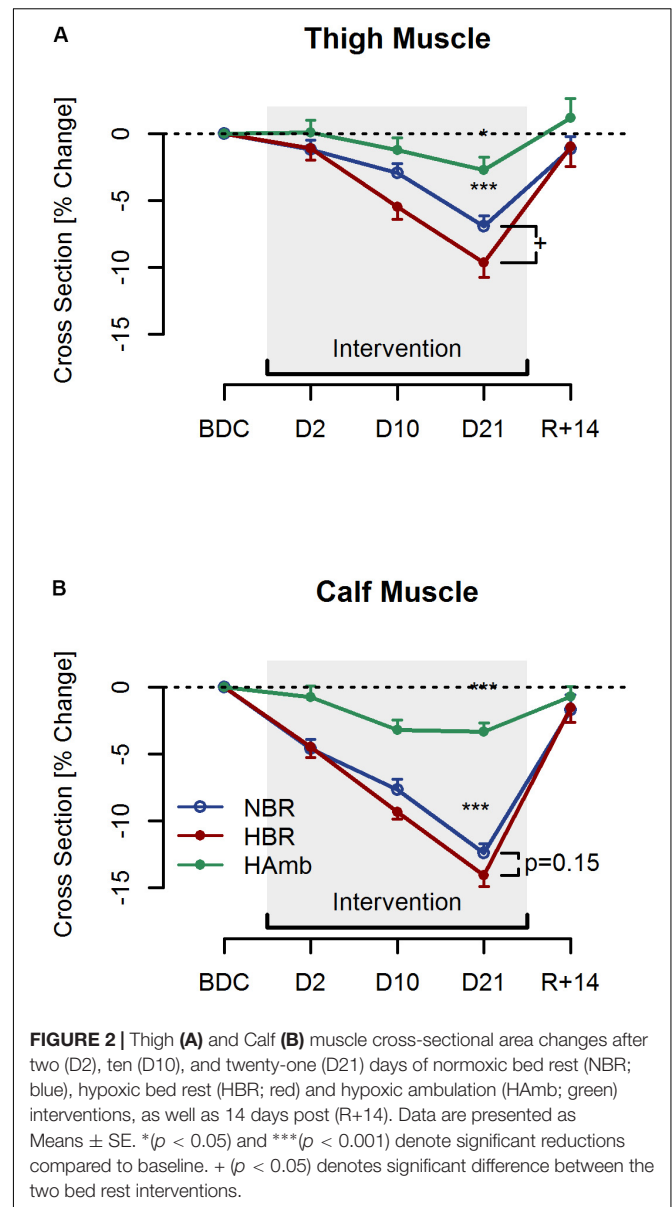 A
Thigh Muscle
Cross Section [% Change]
0
-5
-10
-15
*
***
+
Intervention
BDC D2 D10 D21 R+14
B
Calf Muscle
Cross Section [% Change]
0
-5
-10
-15
***
***
NBR
HBR
HAmb
p=0.15
Intervention
BDC D2 D10 D21 R+14
FIGURE 2 | Thigh (A) and Calf (B) muscle cross-sectional area changes after
two (D2), ten (D10), and twenty-one (D21) days of normoxic bed rest (NBR;
blue), hypoxic bed rest (HBR; red) and hypoxic ambulation (HAmb; green)
interventions, as well as 14 days post (R+14). Data are presented as
Means ± SE. *(p < 0.05) and ***(p < 0.001) denote significant reductions
compared to baseline. + (p < 0.05) denotes significant difference between the
two bed rest interventions.